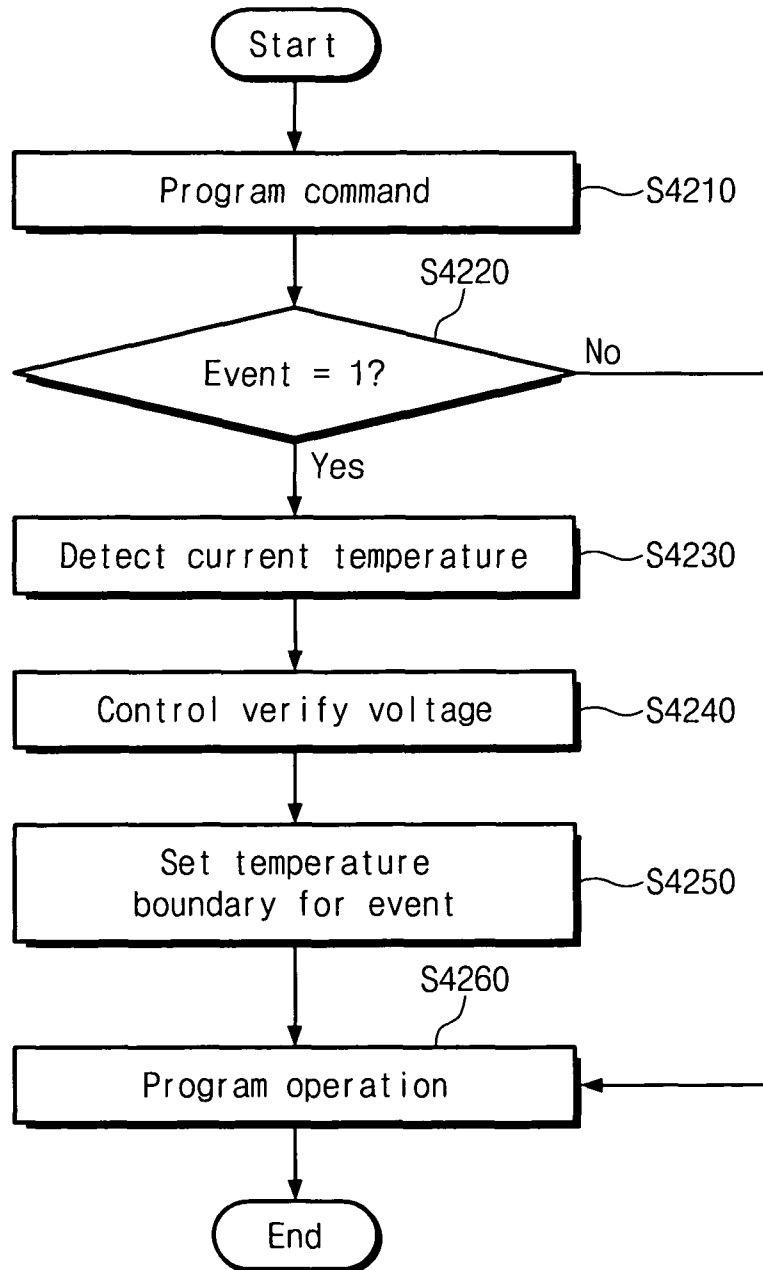 Start
Program command
S4210
S4220
Event = 1?
No
Yes
Detect current temperature
S4230
Control verify voltage
S4240
Set temperature
boundary for event
S4250
S4260
Program operation
End